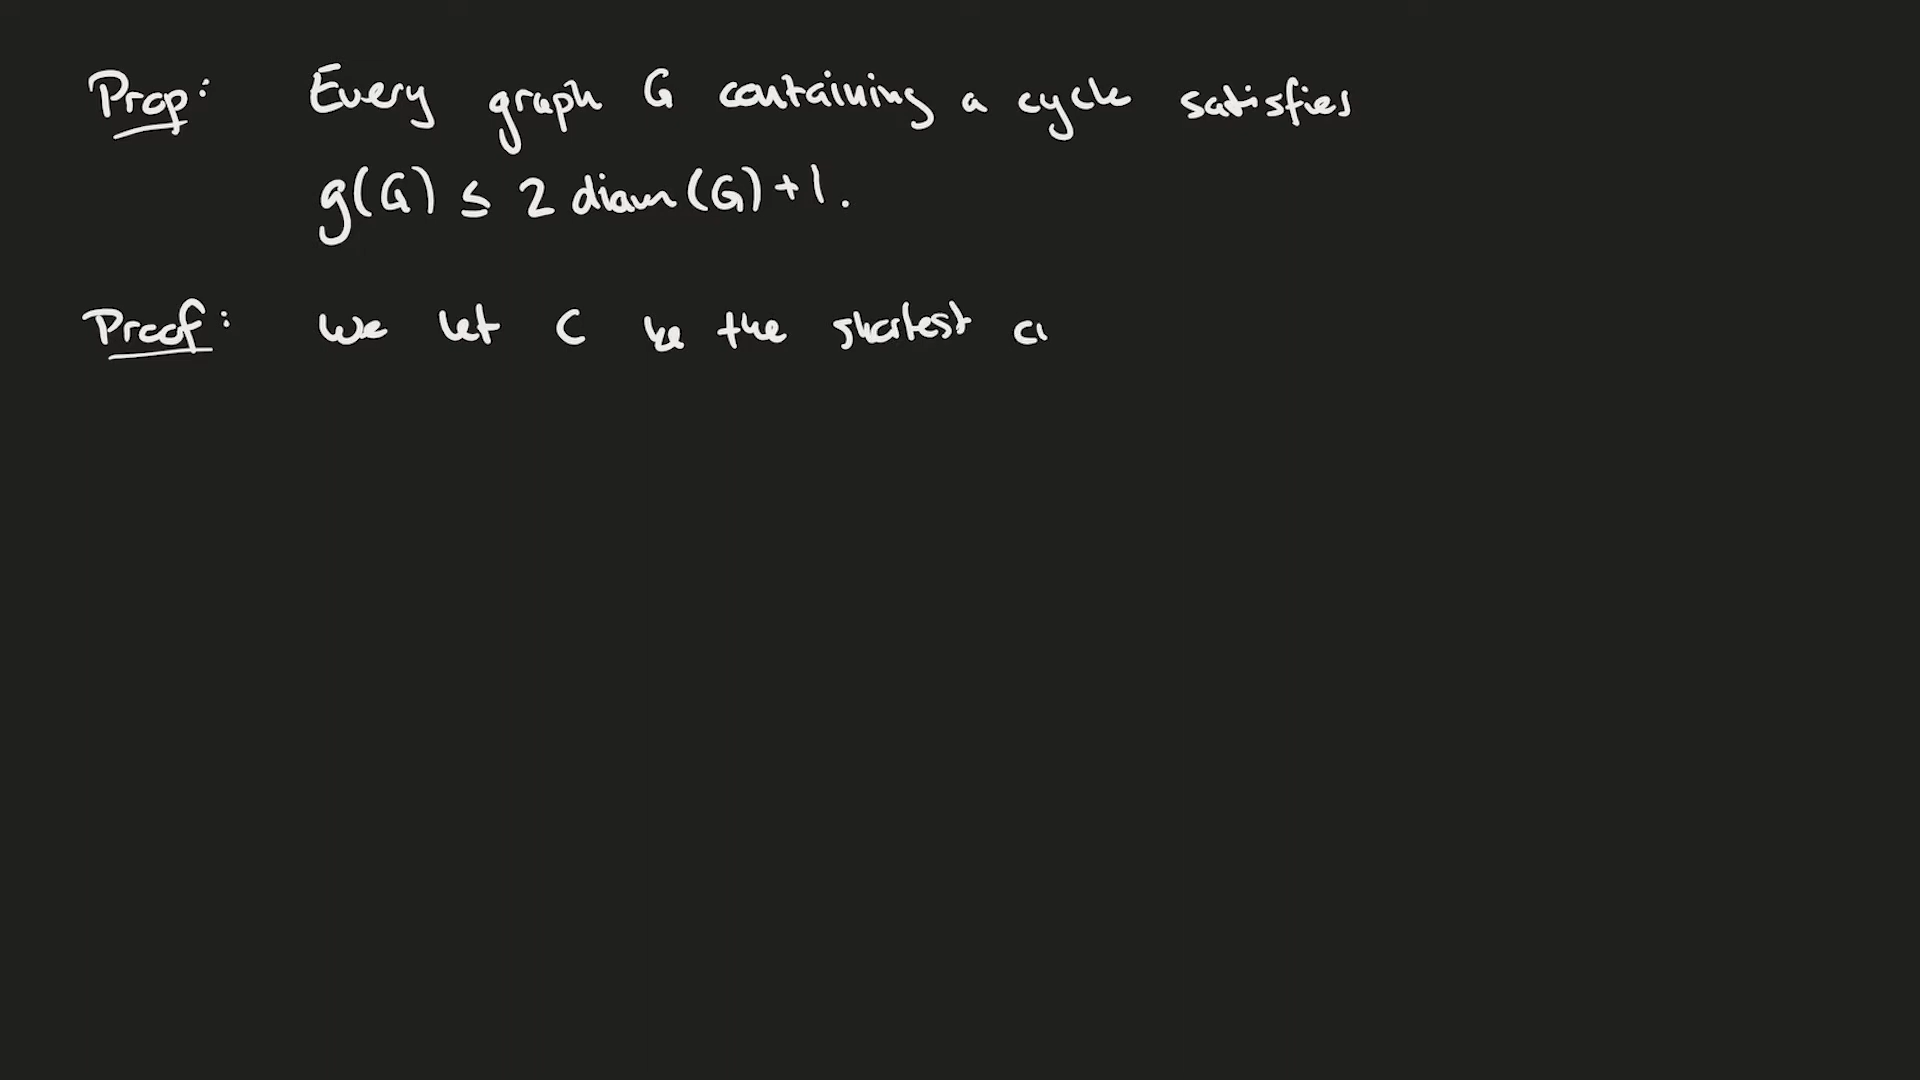 Prop: Every graph G containing a cycle satisfies
g(G) ≤ 2 diam(G)+1.
Proof: We let C be the shortest